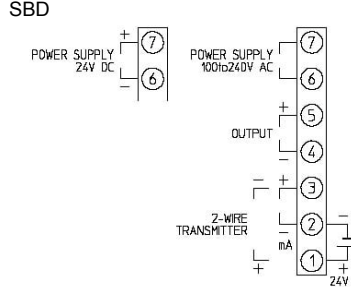 SBD
+
7
POWER SUPPLY
24V DC
6
−
POWER SUPPLY
100to240V AC
7
6
+
5
OUTPUT
−
4
−
+
3
2-WIRE
TRANSMITTER
−
mA
2
−
+
1
+
24V